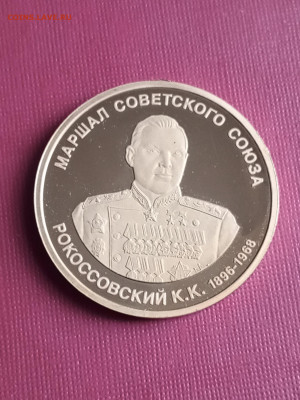 МАРШАЛ СОВЕТСКОГО СОЮЗА
РОКОССОВСКИЙ К.К. 1896-1968